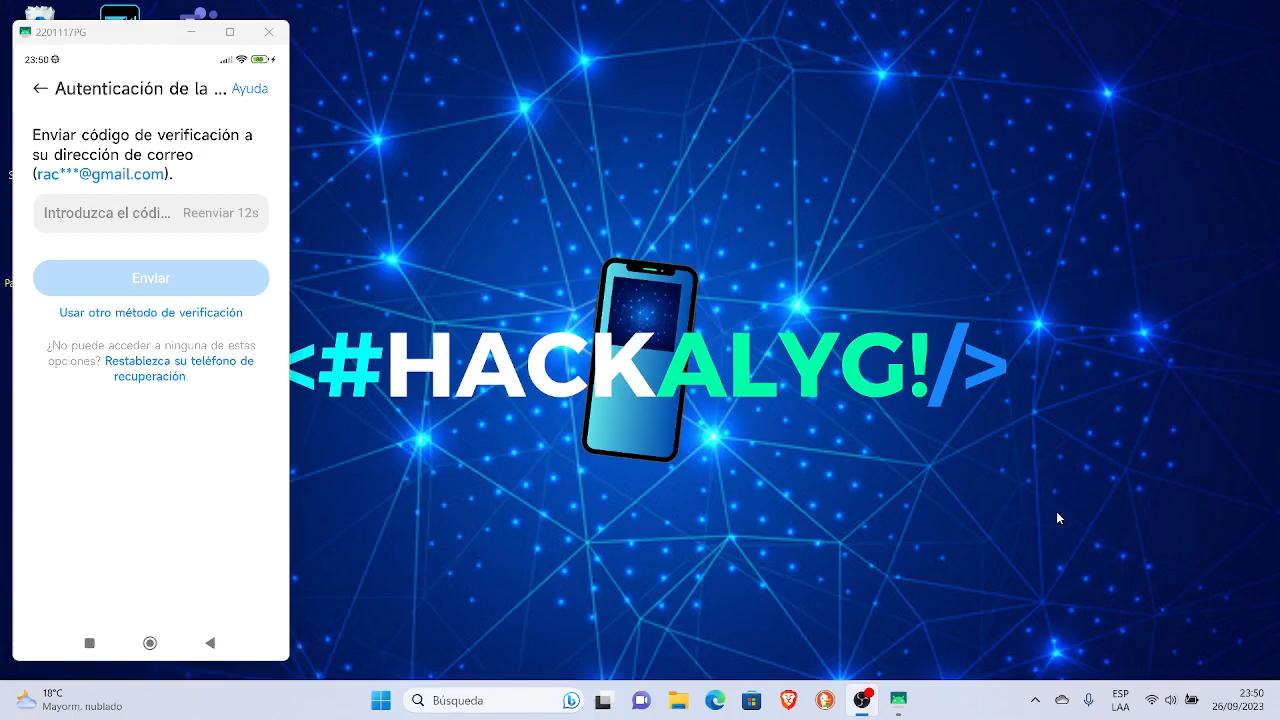 2201117PG
23:50
Autenticación de la ... Ayuda
Enviar código de verificación a
su dirección de correo
(rac***@gmail.com).
Introduzca el códi... Reenviar 12s
Enviar
Usar otro método de verificación
¿No puede acceder a ninguna de estas
opciones? Restablezca su teléfono de
recuperación.
<#HACKALYG!/>
18°C
Mayorm. nublado
Búsqueda
ESP
LAA
23:50
26/09/2023